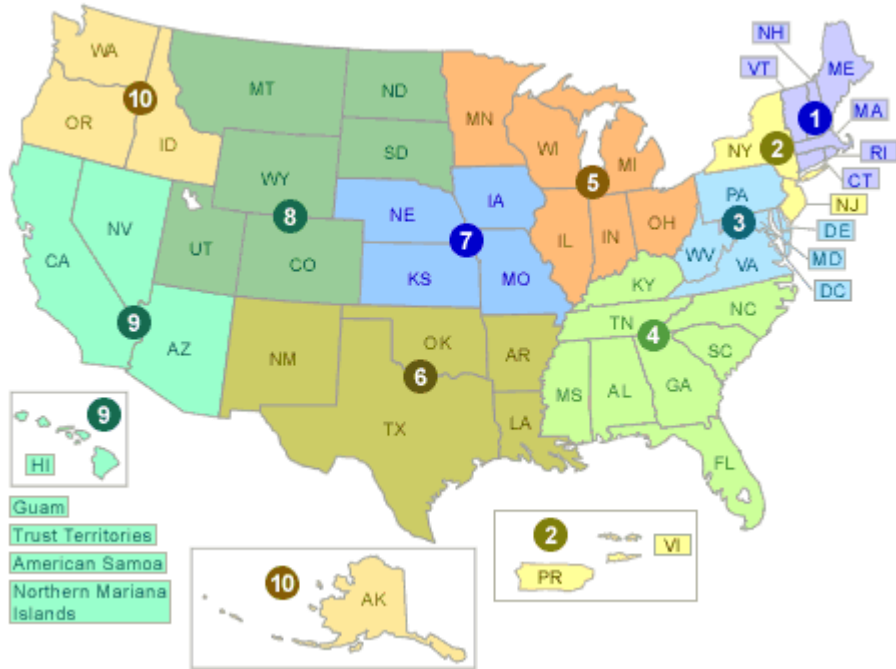 NH
WA
VT
ME
MT
ND
10
MN
1
MA
OR
ID
WI
NY
2
MI
RI
SD
CT
WY
5
PA
IA
NJ
8
NE
3
NV
OH
DE
7
IL
IN
UT
WV
MD
CA
CO
VA
KS
MO
KY
DC
NC
9
TN
4
OK
AZ
NM
AR
SC
6
MS
AL
GA
9
LA
TX
HI
FL
Guam
Trust Territories
2
VI
American Samoa
10
PR
Northern Mariana
Islands
AK